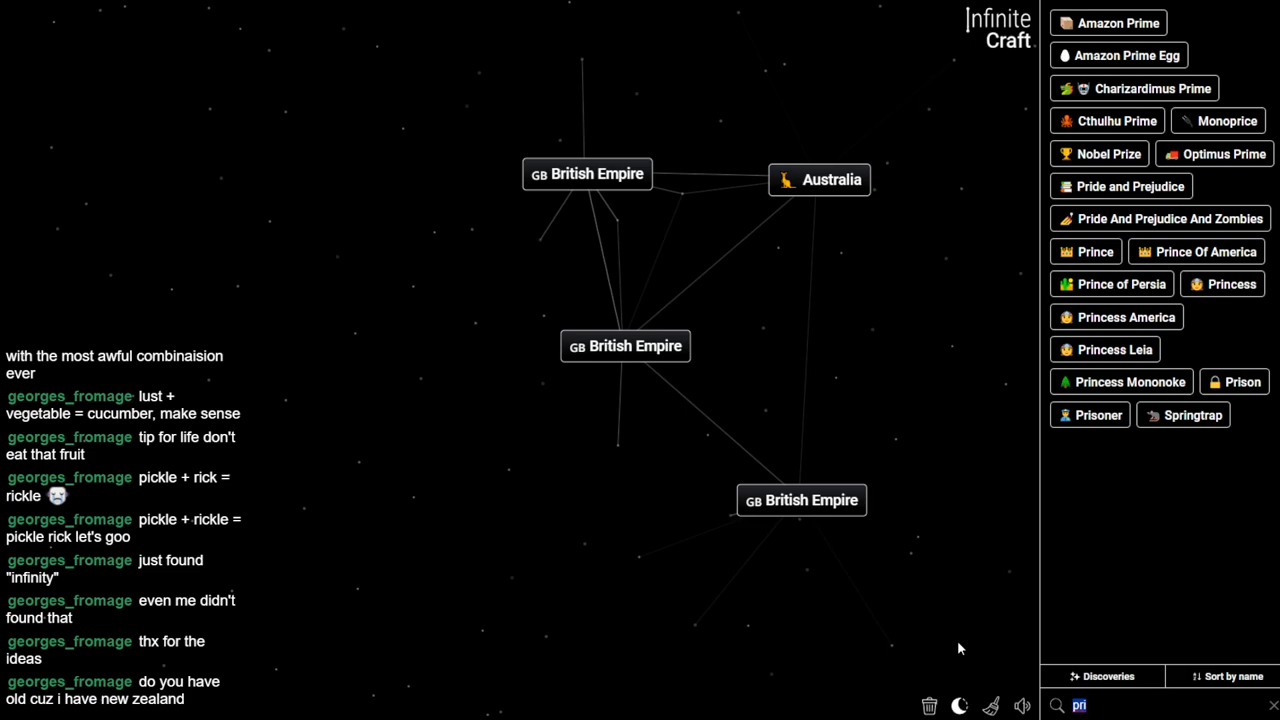 Infinite
Craft
GB British Empire
Australia
GB British Empire
GB British Empire
with the most awful combinaision
ever
georges_fromage lust +
vegetable = cucumber, make sense
georges_fromage tip for life don't
eat that fruit
georges_fromage pickle + rick =
rickle
georges_fromage pickle + rickle =
pickle rick let's goo
georges_fromage just found
"infinity"
georges_fromage even me didn't
found that
georges_fromage thx for the
ideas
georges_fromage do you have
old cuz i have new zealand
Amazon Prime
Amazon Prime Egg
Charizardimus Prime
Cthulhu Prime Monoprice
Nobel Prize Optimus Prime
Pride and Prejudice
Pride And Prejudice And Zombies
Prince Prince Of America
Prince of Persia Princess
Princess America
Princess Leia
Princess Mononoke Prison
Prisoner Springtrap
Discoveries Sort by name
pri